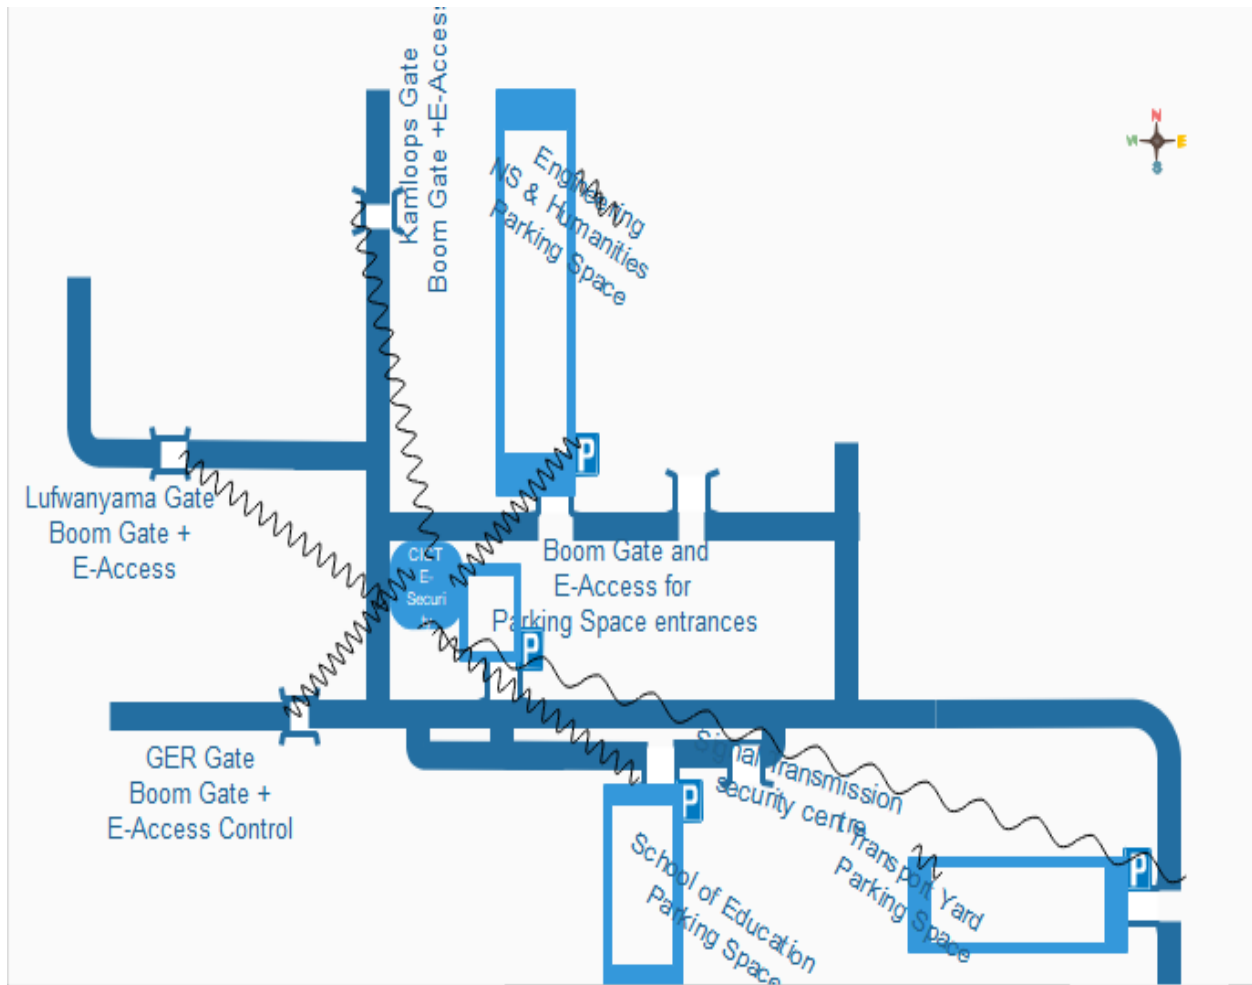 Kamloops Gate
Boom Gate +E-Access
N
W
E
S
Engineering
NS & Humanities
Parking Space
P
Lufwanyama Gate
Boom Gate +
E-Access
CICT
E-
Securi
Boom Gate and
E-Access for
Parking Space entrances
P
GER Gate
Boom Gate +
E-Access Control
Signal Transmission
security centre
P
School of Education
Parking Space
Transport Yard
Parking Space
P